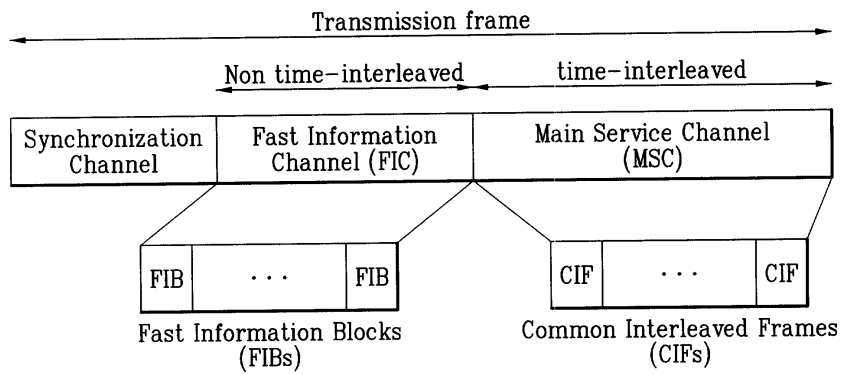 Transmission frame
Non time-interleaved
time-interleaved
Synchronization
Channel
Fast Information
Channel (FIC)
Main Service Channel
(MSC)
FIB
· · ·
FIB
CIF
· · ·
CIF
Fast Information Blocks
(FIBs)
Common Interleaved Frames
(CIFs)